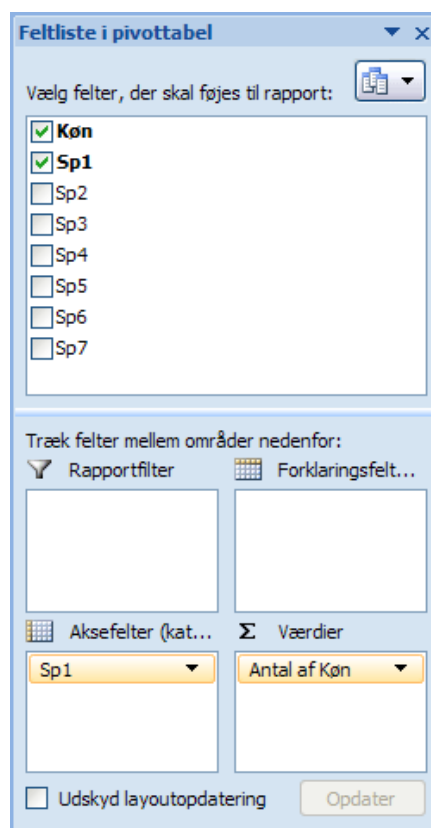 Feltliste i pivottabel
Vælg felter, der skal føjes til rapport:
Køn
Sp1
Sp2
Sp3
Sp4
Sp5
Sp6
Sp7
Træk felter mellem områder nedenfor:
Rapportfilter
Forklaringsfelt...
Aksefelter (kat...
Σ Værdier
Sp1
Antal af Køn
Udskyd layoutopdatering
Opdater